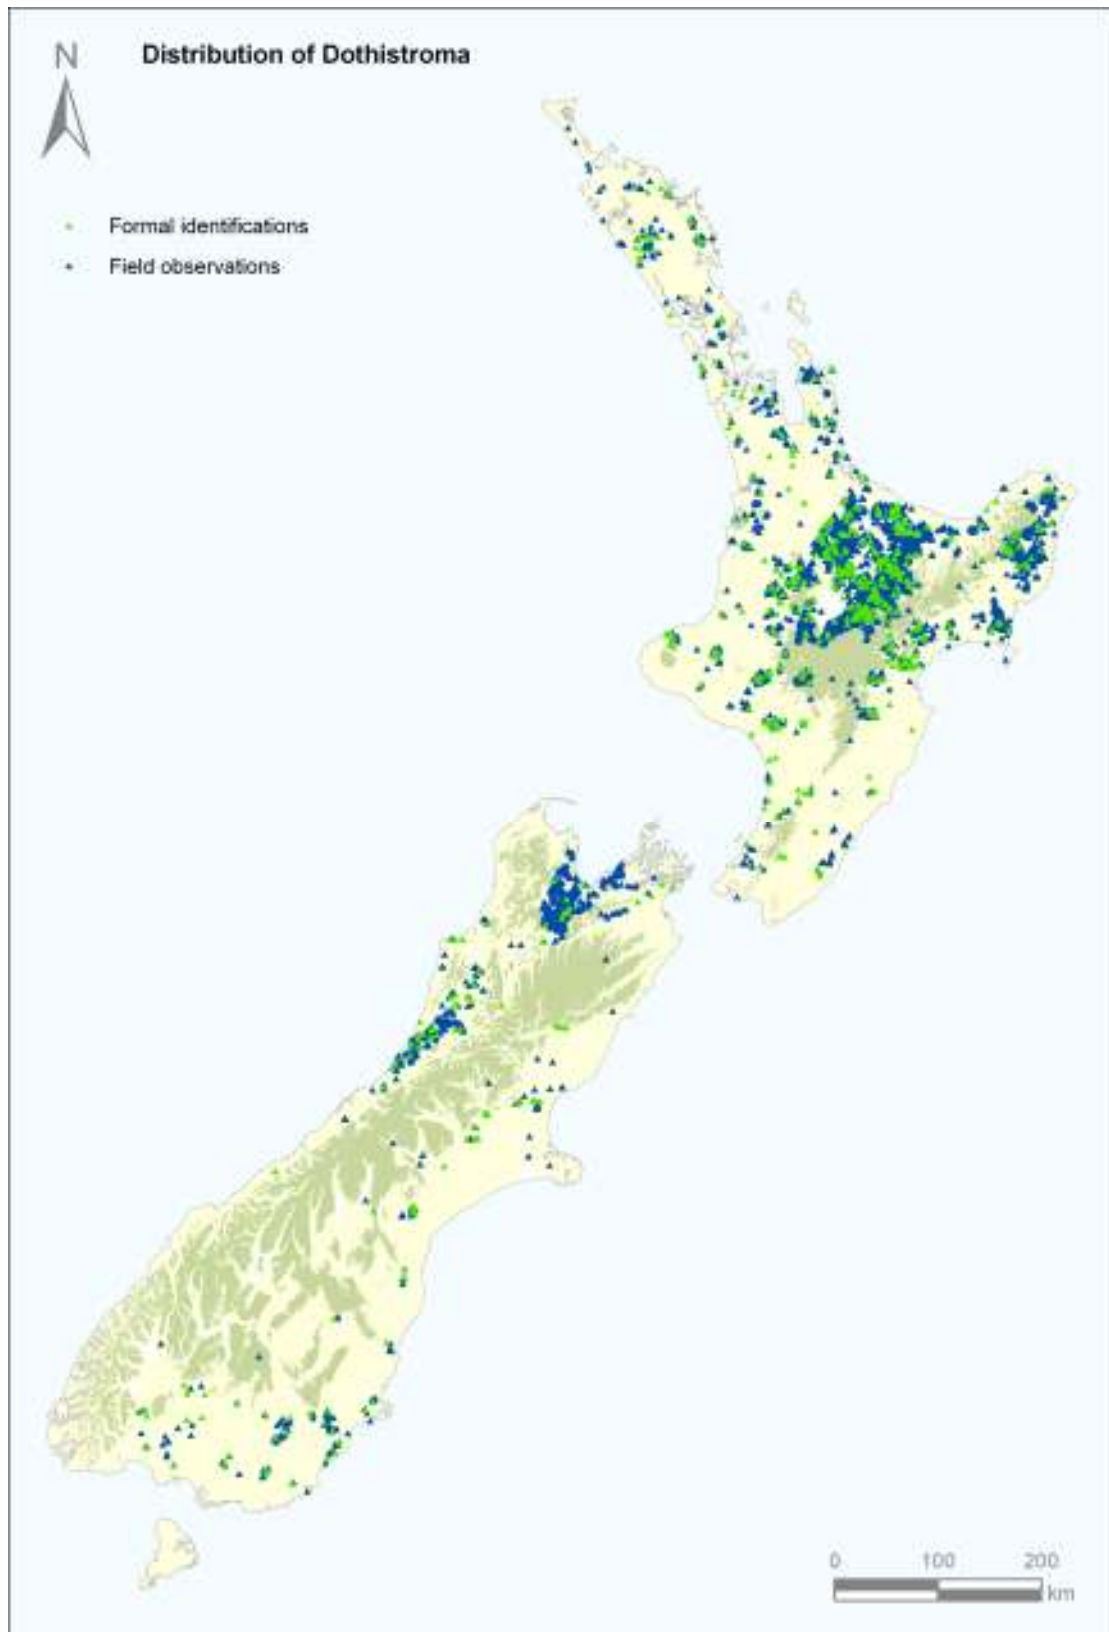 N
Distribution of Dothistroma
Formal identifications
Field observations
0 100 200
km